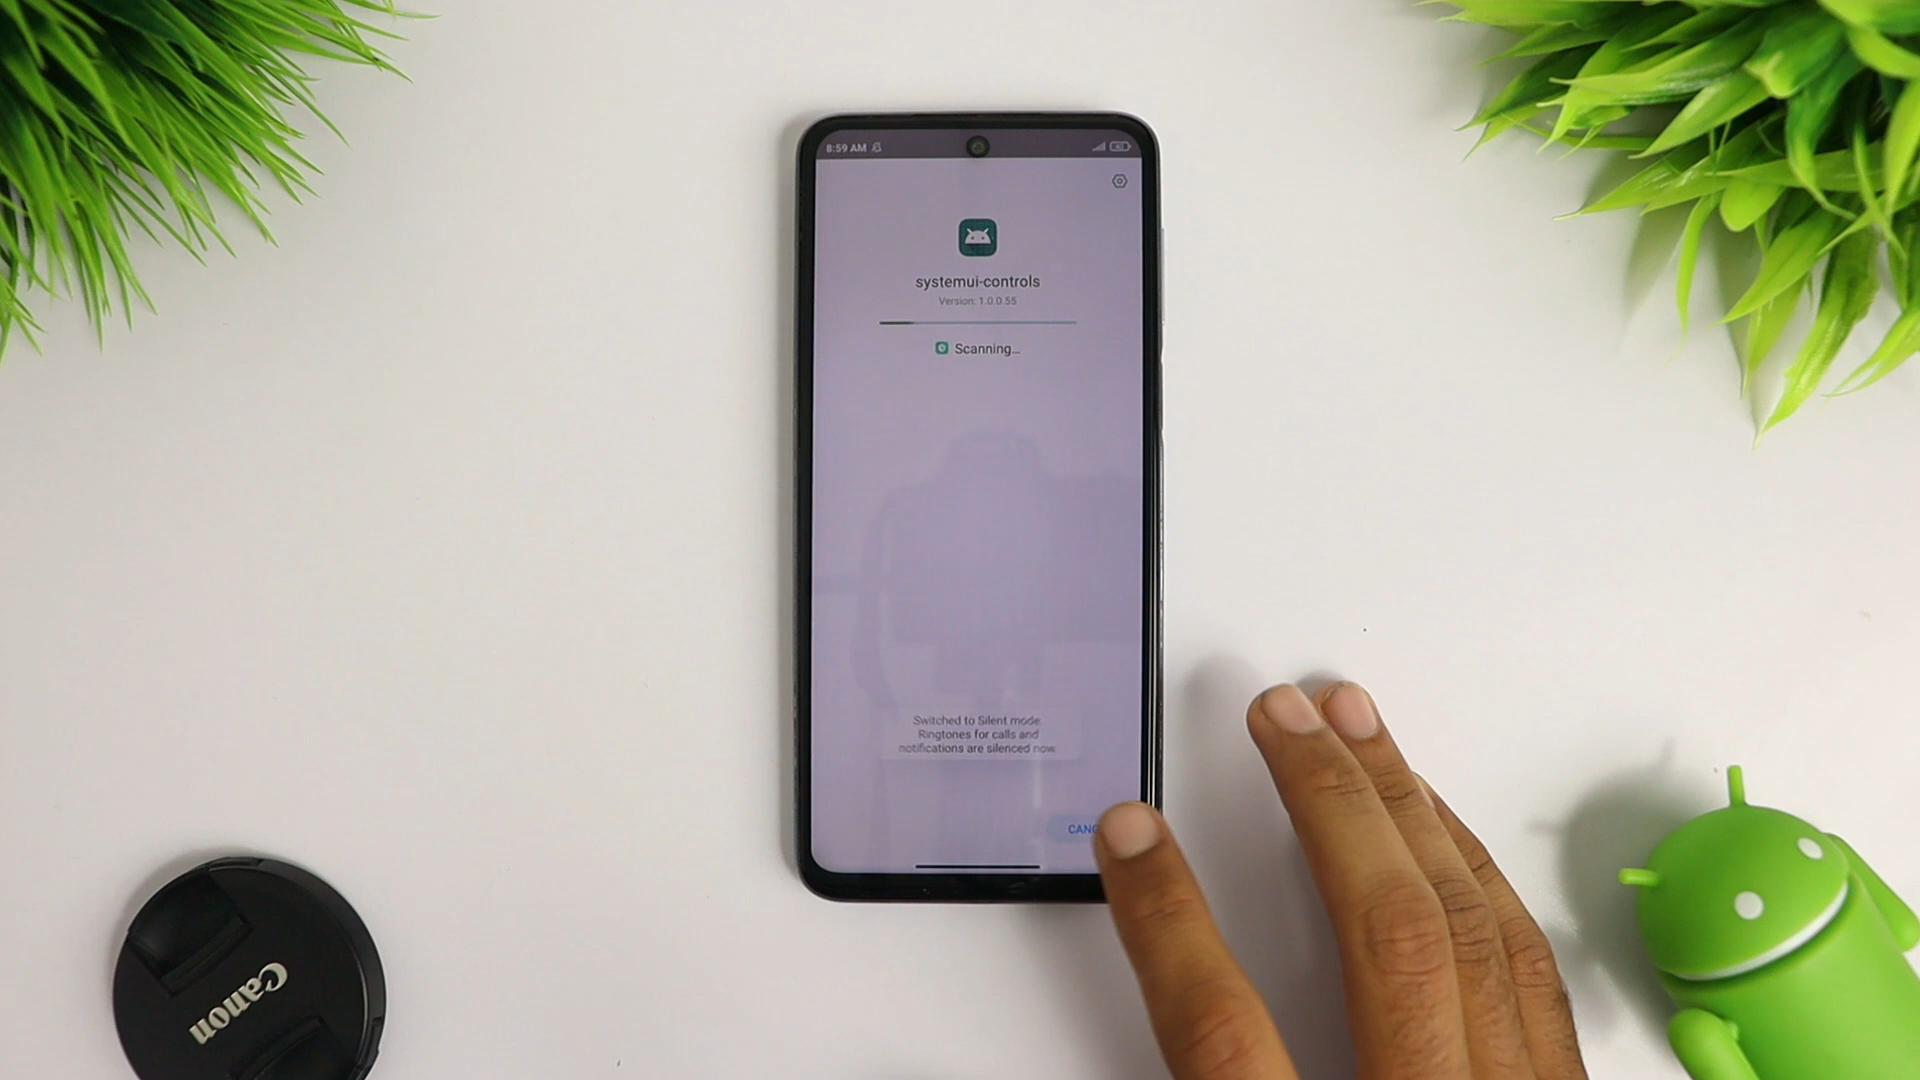 8:59 AM
systemui-controls
Version: 1.0.0.55
Scanning...
Switched to Silent mode.
Ringtones for calls and
notifications are silenced now
CANC
Canon